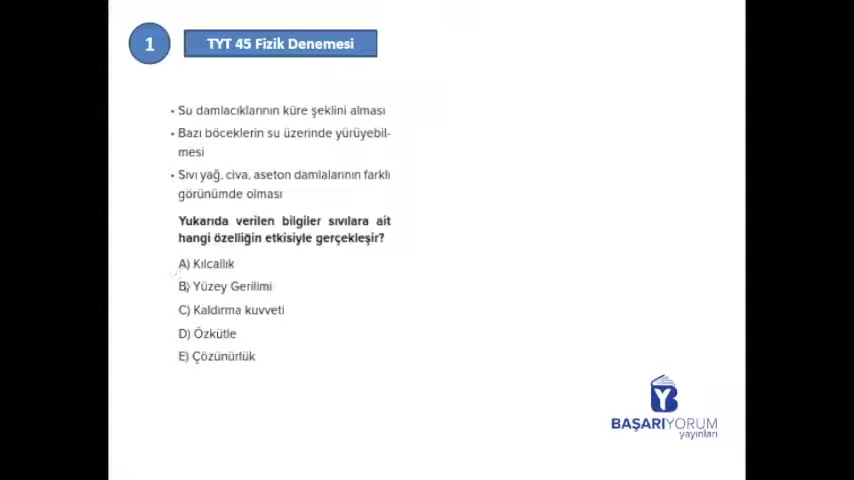 1
TYT 45 Fizik Denemesi
• Su damlacıklarının küre şeklini alması
• Bazı böceklerin su üzerinde yürüyebil-
mesi
• Sıvı yağ, civa, aseton damlalarının farklı
görünümde olması
Yukarıda verilen bilgiler sıvılara ait
hangi özelliğin etkisiyle gerçekleşir?
A) Kılcallık
B) Yüzey Gerilimi
C) Kaldırma kuvveti
D) Özkütle
E) Çözünürlük
BAŞARIYORUM
yayınları